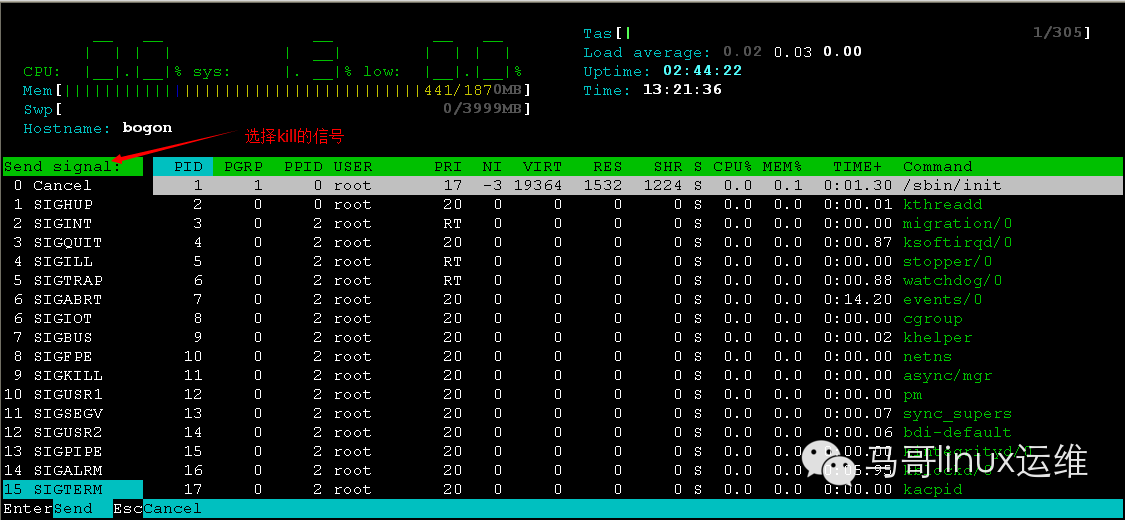 Tas[| 1/305]
Load average: 0.02 0.03 0.00
CPU: 0.0% sys: 1.3% low: 0.0% Uptime: 02:44:22
Mem[||||||||||||||||||||||||||||||||||||441/1870MB] Time: 13:21:36
Swp[ 0/3999MB]
Hostname: bogon
选择kill的信号
Send signal: PID PGRP PPID USER PRI NI VIRT RES SHR S CPU% MEM% TIME+ Command
0 Cancel 1 1 0 root 17 -3 19364 1532 1224 S 0.0 0.1 0:01.30 /sbin/init
1 SIGHUP 2 0 0 root 20 0 0 0 0 S 0.0 0.0 0:00.01 kthreadd
2 SIGINT 3 0 2 root RT 0 0 0 0 S 0.0 0.0 0:00.00 migration/0
3 SIGQUIT 4 0 2 root 20 0 0 0 0 S 0.0 0.0 0:00.87 ksoftirqd/0
4 SIGILL 5 0 2 root RT 0 0 0 0 S 0.0 0.0 0:00.00 stopper/0
5 SIGTRAP 6 0 2 root RT 0 0 0 0 S 0.0 0.0 0:00.88 watchdog/0
6 SIGABRT 7 0 2 root 20 0 0 0 0 S 0.0 0.0 0:14.20 events/0
6 SIGIOT 8 0 2 root 20 0 0 0 0 S 0.0 0.0 0:00.00 cgroup
7 SIGBUS 9 0 2 root 20 0 0 0 0 S 0.0 0.0 0:00.02 khelper
8 SIGFPE 10 0 2 root 20 0 0 0 0 S 0.0 0.0 0:00.00 netns
9 SIGKILL 11 0 2 root 20 0 0 0 0 S 0.0 0.0 0:00.00 async/mgr
10 SIGUSR1 12 0 2 root 20 0 0 0 0 S 0.0 0.0 0:00.00 pm
11 SIGSEGV 13 0 2 root 20 0 0 0 0 S 0.0 0.0 0:00.07 sync_supers
12 SIGUSR2 14 0 2 root 20 0 0 0 0 S 0.0 0.0 0:00.06 bdi-default
13 SIGPIPE 15 0 2 root 20 0 0 0 0 S 0.0 0.0
14 SIGALRM 16 0 2 root 20 0 0 0 0 S 0.0 0.0
马哥linux运维
15 SIGTERM 17 0 2 root 20 0 0 0 0 S 0.0 0.0 0:00.00 kacpid
EnterSend EscCancel